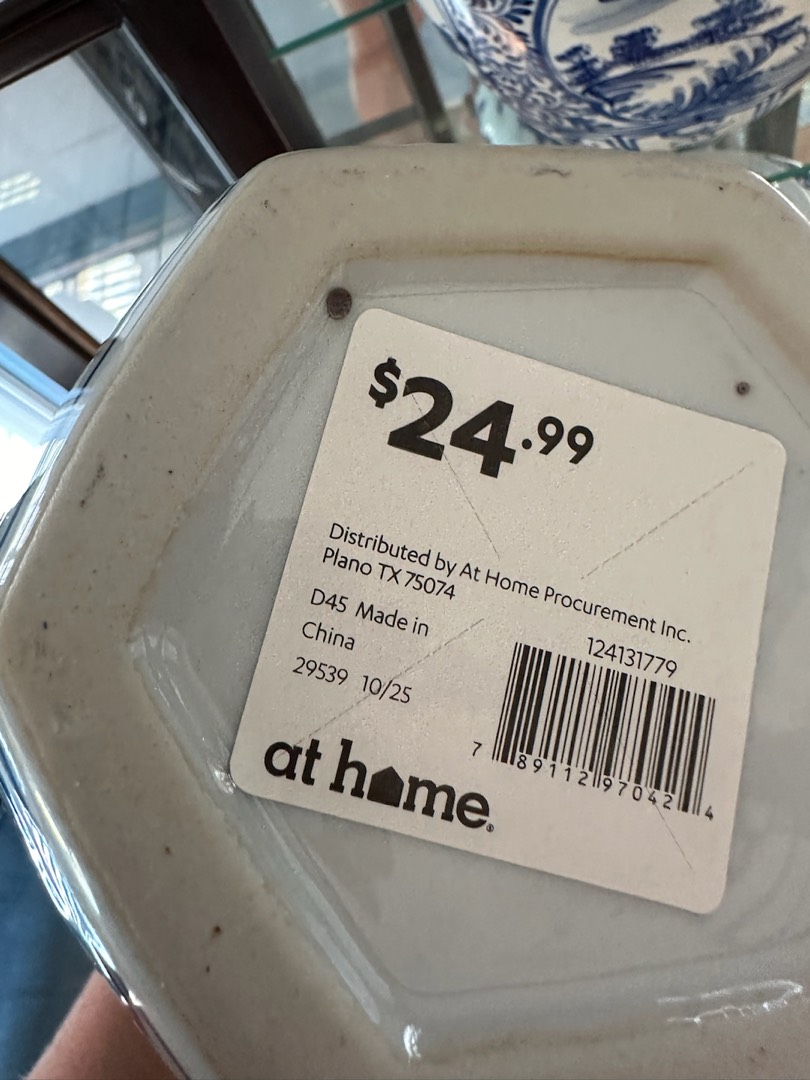 $24.99
Distributed by At Home Procurement Inc.
Plano TX 75074
D45 Made in
China
29539 10/25
124131779
7 89112 97042 4
at home®